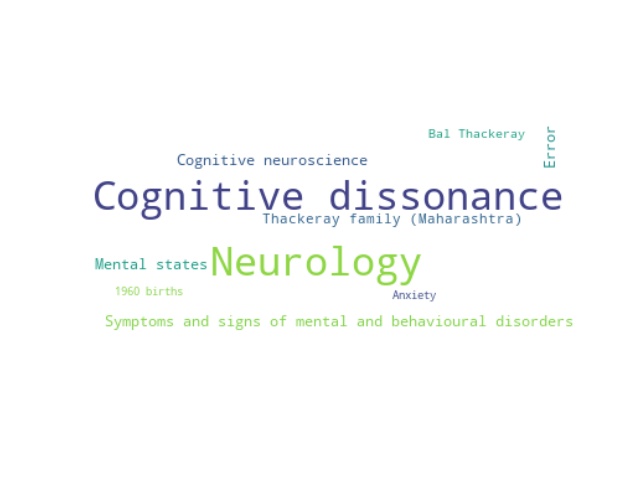 Bal Thackeray
Error
Cognitive neuroscience
Cognitive dissonance
Thackeray family (Maharashtra)
Mental states
Neurology
1960 births
Anxiety
Symptoms and signs of mental and behavioural disorders